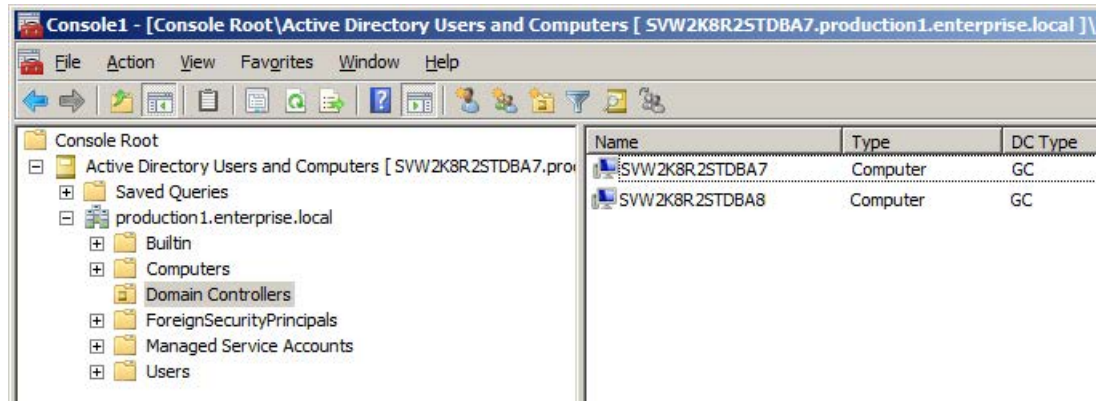 Console1 - [Console Root\Active Directory Users and Computers [ SVW2K8R2STDBA7.production1.enterprise.local ]\
File Action View Favorites Window Help
Console Root
Active Directory Users and Computers [ SVW2K8R2STDBA7.pro
Saved Queries
production1.enterprise.local
Builtin
Computers
Domain Controllers
ForeignSecurityPrincipals
Managed Service Accounts
Users
Name Type DC Type
SVW2K8R2STDBA7 Computer GC
SVW2K8R2STDBA8 Computer GC